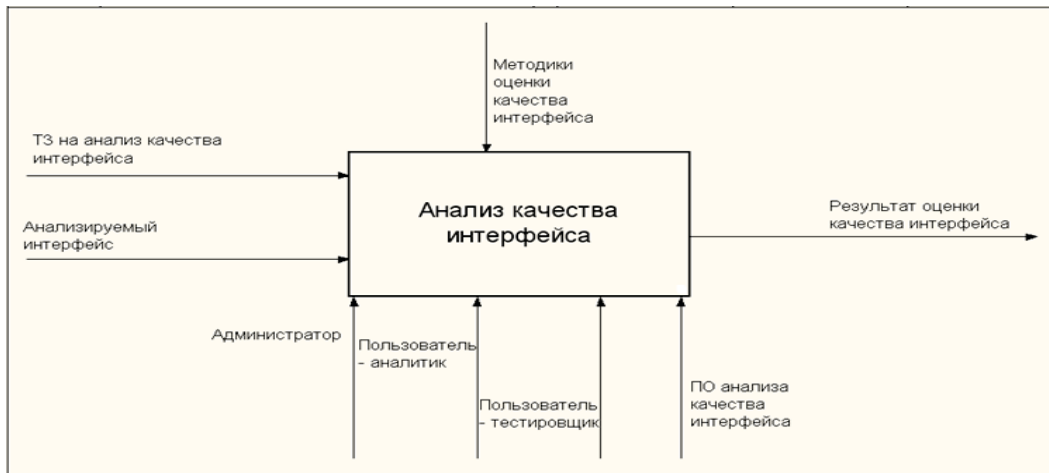 Методики
оценки
качества
интерфейса
ТЗ на анализ качества
интерфейса
Анализ качества
интерфейса
Анализируемый
интерфейс
Результат оценки
качества интерфейса
Администратор
Пользователь
- аналитик
Пользователь
- тестировщик
ПО анализа
качества
интерфейса